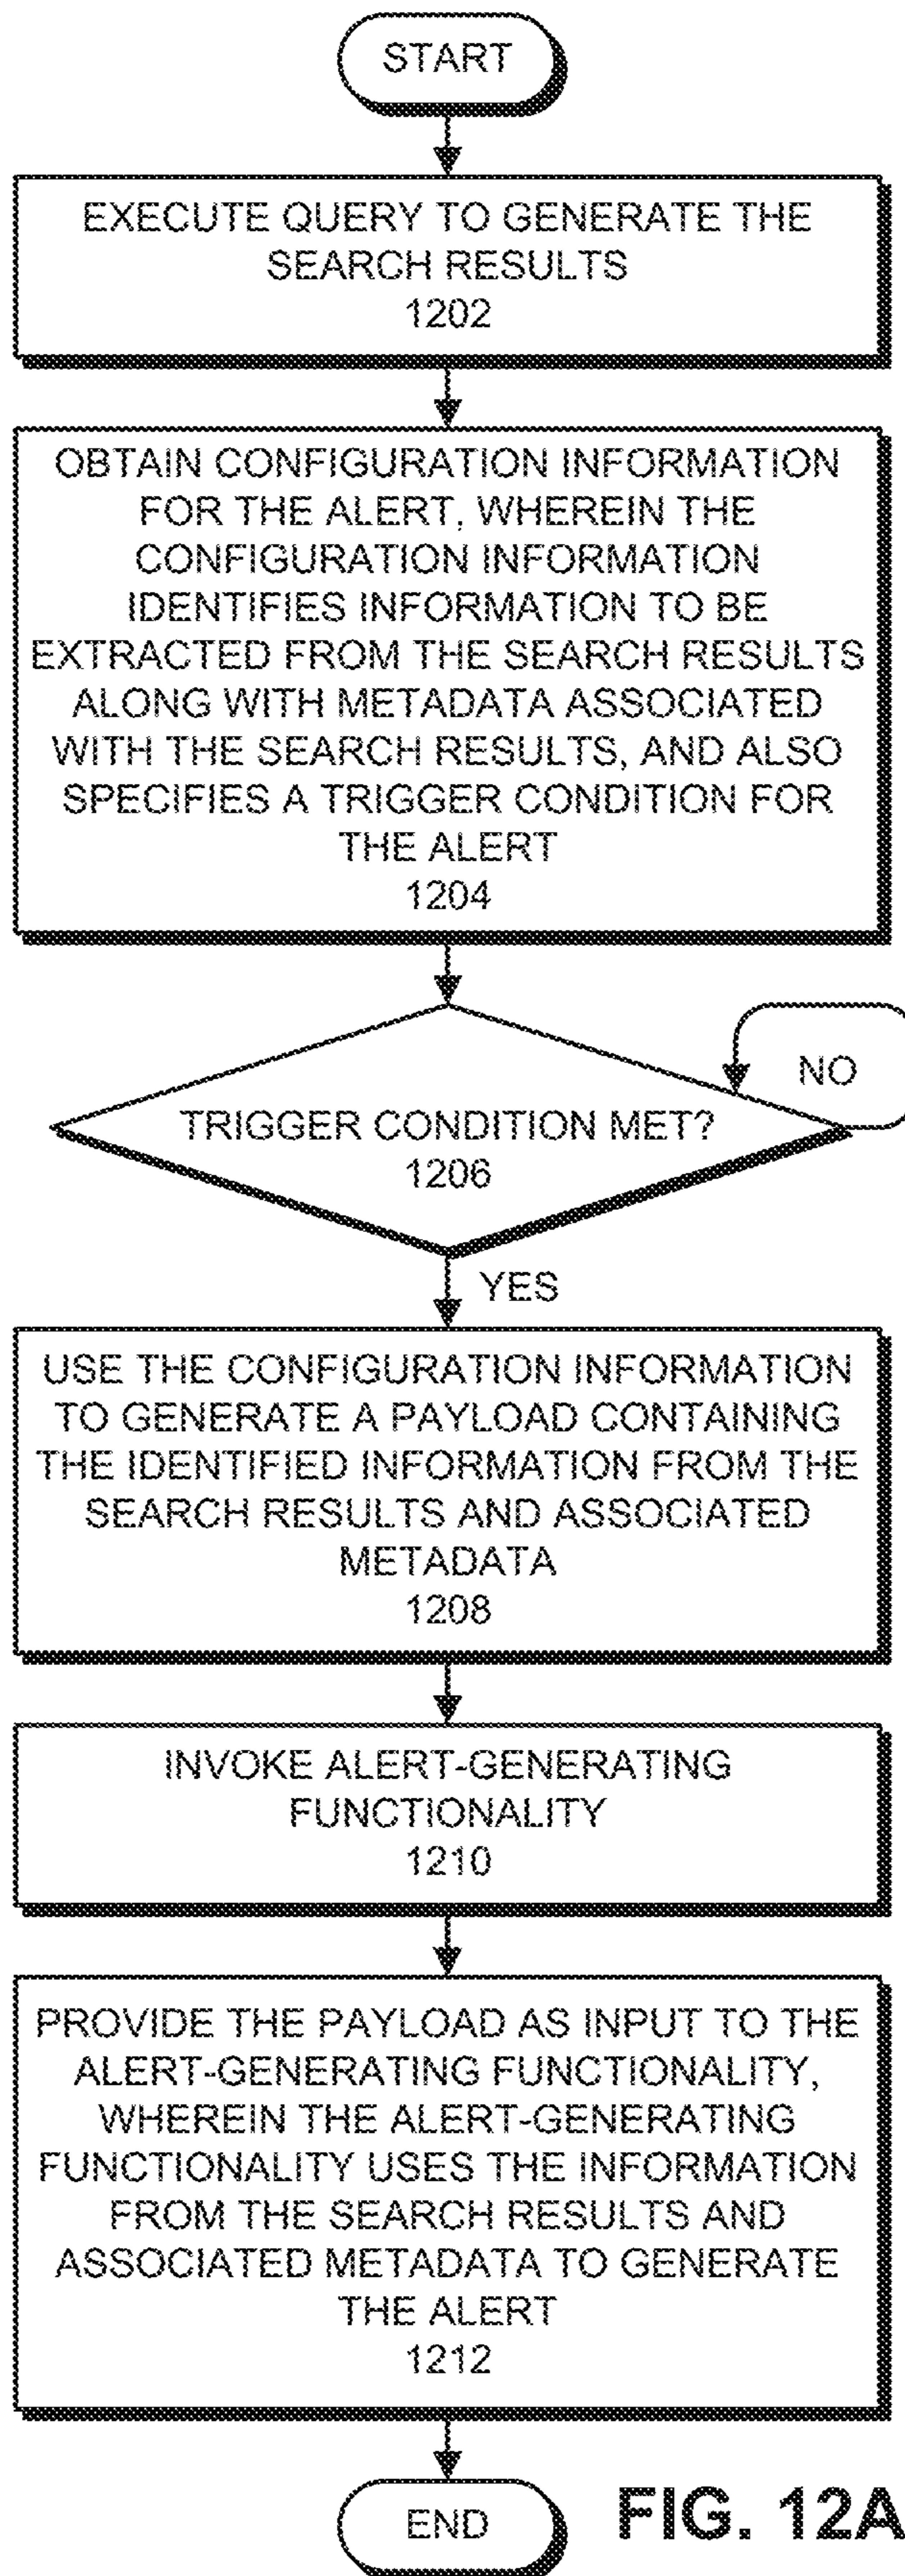 START
EXECUTE QUERY TO GENERATE THE
SEARCH RESULTS
1202
OBTAIN CONFIGURATION INFORMATION
FOR THE ALERT, WHEREIN THE
CONFIGURATION INFORMATION
IDENTIFIES INFORMATION TO BE
EXTRACTED FROM THE SEARCH RESULTS
ALONG WITH METADATA ASSOCIATED
WITH THE SEARCH RESULTS, AND ALSO
SPECIFIES A TRIGGER CONDITION FOR
THE ALERT
1204
NO
TRIGGER CONDITION MET?
1206
YES
USE THE CONFIGURATION INFORMATION
TO GENERATE A PAYLOAD CONTAINING
THE IDENTIFIED INFORMATION FROM THE
SEARCH RESULTS AND ASSOCIATED
METADATA
1208
INVOKE ALERT-GENERATING
FUNCTIONALITY
1210
PROVIDE THE PAYLOAD AS INPUT TO THE
ALERT-GENERATING FUNCTIONALITY,
WHEREIN THE ALERT-GENERATING
FUNCTIONALITY USES THE INFORMATION
FROM THE SEARCH RESULTS AND
ASSOCIATED METADATA TO GENERATE
THE ALERT
1212
END
FIG. 12A